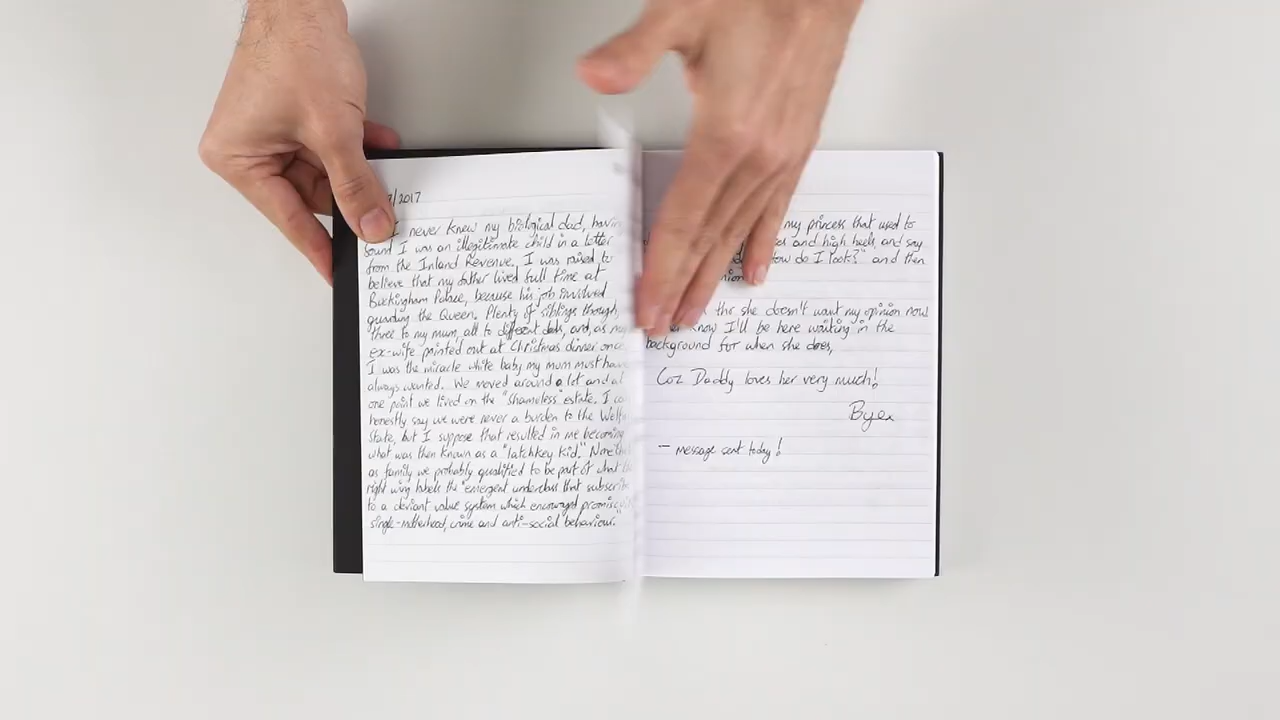 /2017
I never knew my biological dad, having
found I was an illegitimate child in a letter
from the Inland Revenue. I was raised to
believe that my father lived full time at
Buckingham Palace, because his job involved
guarding the Queen. Plenty of siblings though,
three to my mum, all to different dads, and, as my
ex-wife pointed out at Christmas dinner once
I was the miracle white baby my mum must have
always wanted. We moved around a lot and at
one point we lived on the "Shameless" estate. I can
honestly say we were never a burden to the
State, but I suppose that resulted in me becoming
what was then known as a "latchkey kid."
as family we probably qualified to be part of what the
right wing labels the "emergent underclass that
to a deviant value system which encouraged
single-motherhood, crime and anti-social behaviour."
my princess that used to
and high heels and say
How do I look?" and then
thr she doesn't want my opinion now
know I'll be here waiting in the
background for when she does,
Coz Daddy loves her very much!
Byex
– message sent today!